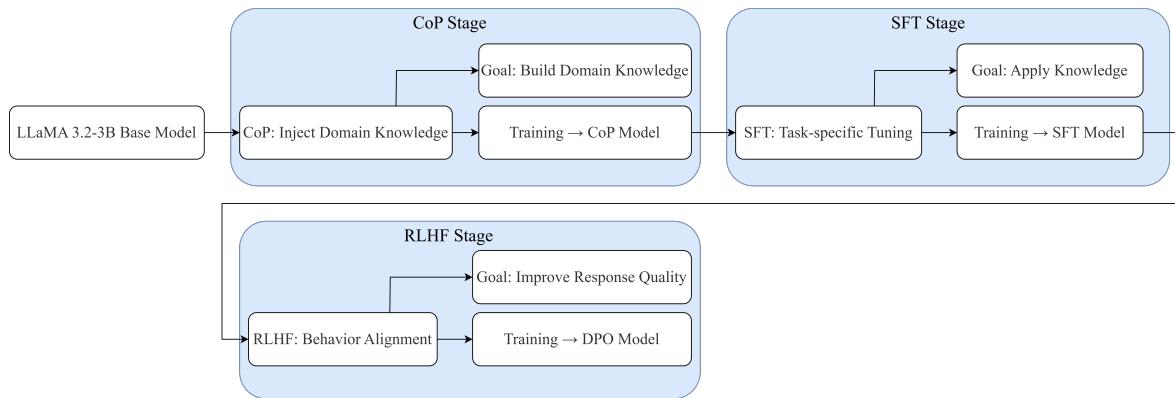 CoP Stage
Goal: Build Domain Knowledge
LLaMA 3.2-3B Base Model
CoP: Inject Domain Knowledge
Training → CoP Model
SFT Stage
Goal: Apply Knowledge
SFT: Task-specific Tuning
Training → SFT Model
RLHF Stage
Goal: Improve Response Quality
RLHF: Behavior Alignment
Training → DPO Model